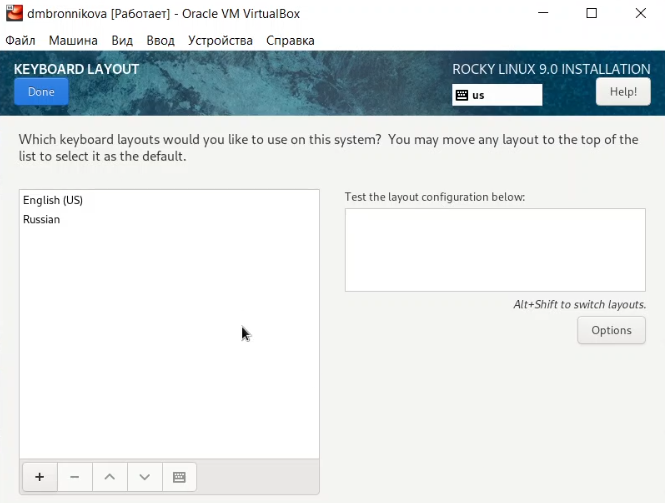 dmbronnikova [Работает] - Oracle VM VirtualBox
Файл Машина Вид Ввод Устройства Справка
KEYBOARD LAYOUT
ROCKY LINUX 9.0 INSTALLATION
Done
us
Help!
Which keyboard layouts would you like to use on this system? You may move any layout to the top of the
list to select it as the default.
English (US)
Russian
Test the layout configuration below:
Alt+Shift to switch layouts.
Options